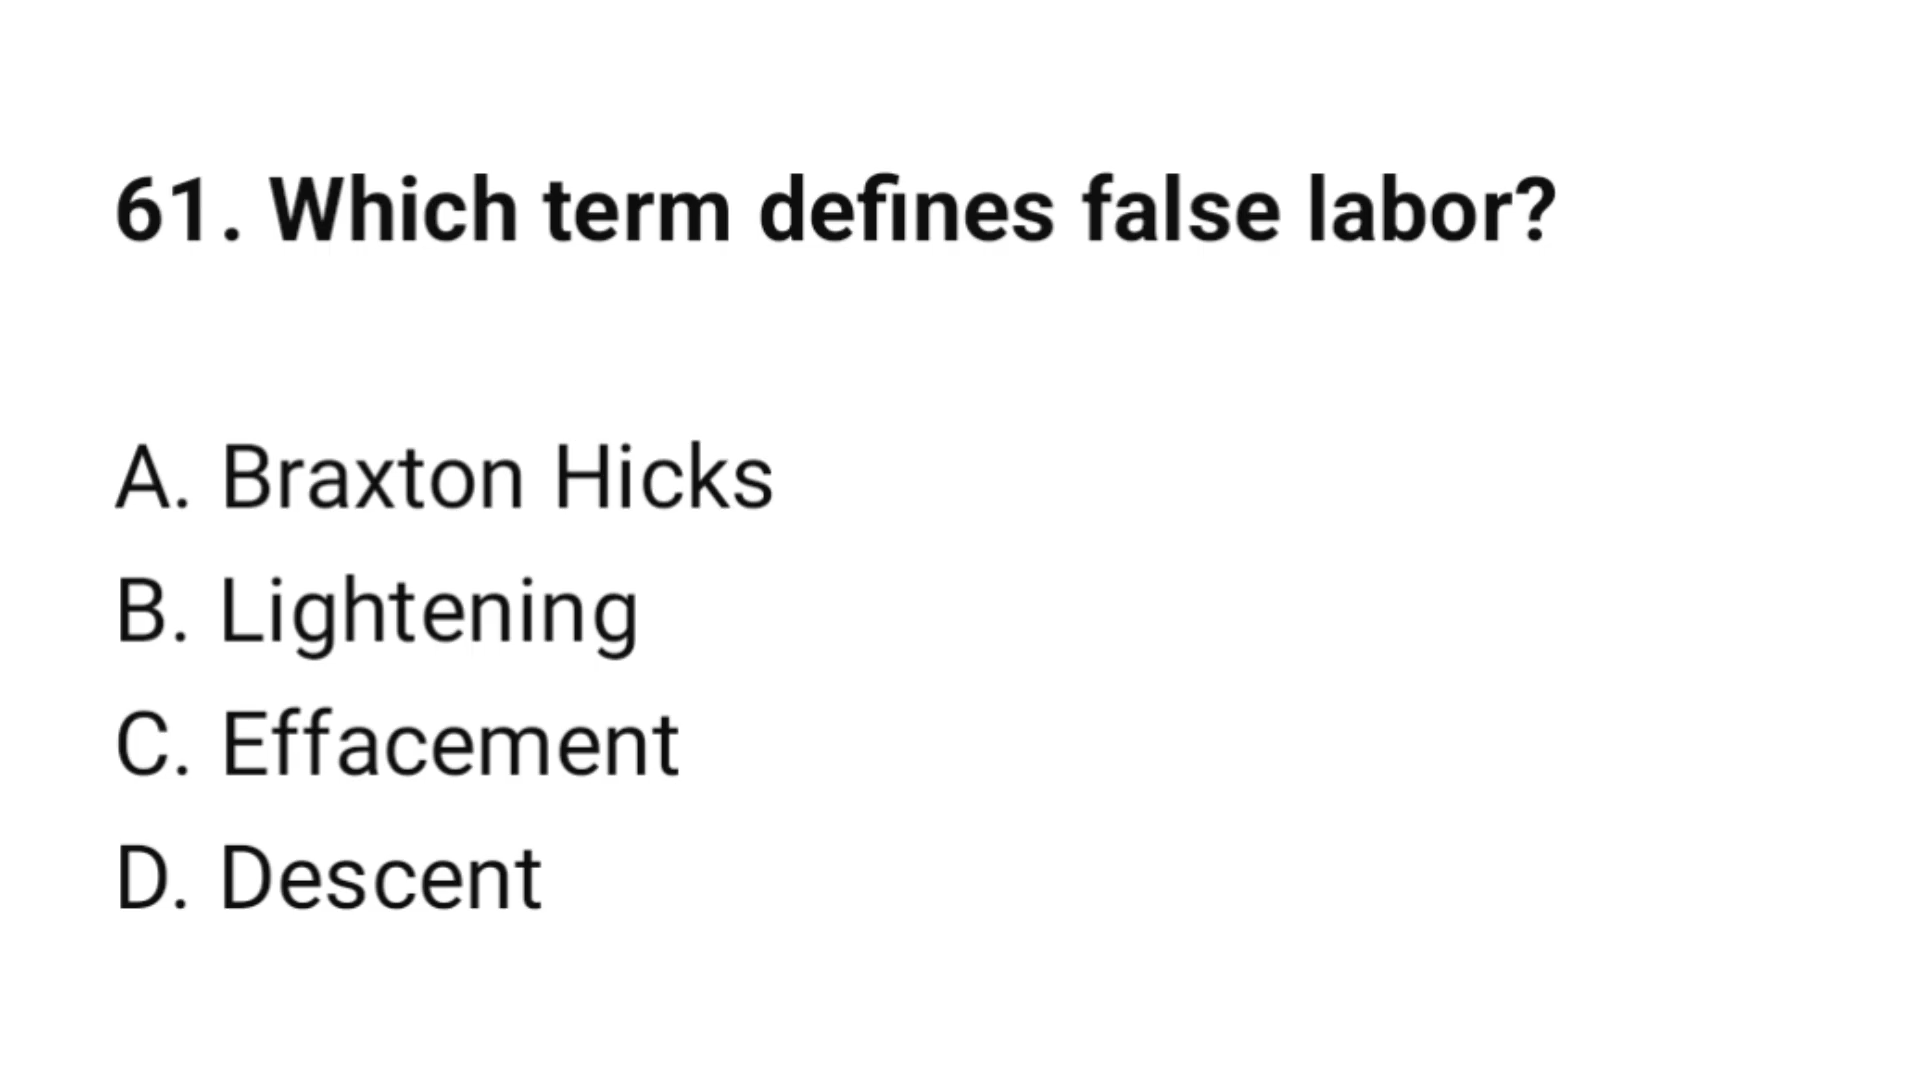 61. Which term defines false labor?
A. Braxton Hicks
B. Lightening
C. Effacement
D. Descent